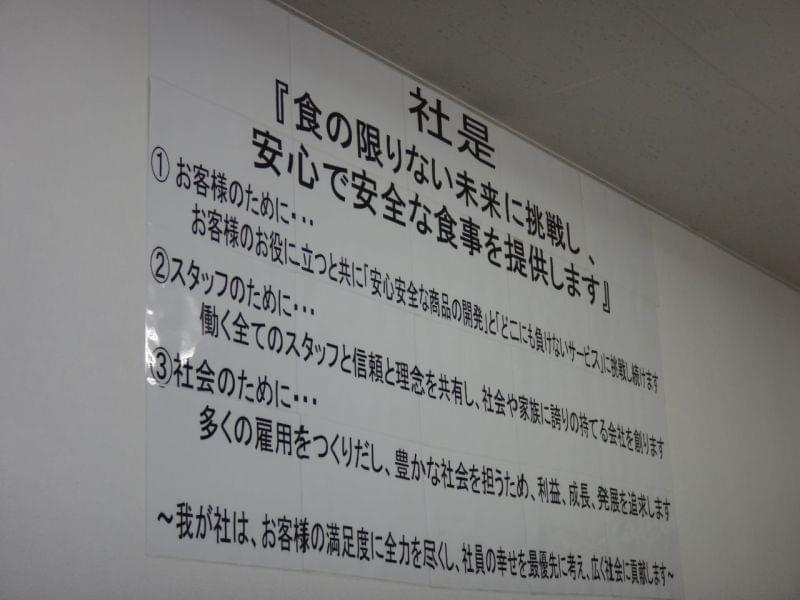 社是
『食の限りない未来に挑戦し、
安心で安全な食事を提供します』
① お客様のために・・・
お客様のお役に立つと共に「安心安全な商品の開発」と「どこにも負けないサービス」に挑戦し続けます
②スタッフのために・・・
働く全てのスタッフと信頼と理念を共有し、社会や家族に誇りの持てる会社を創ります
③社会のために・・・
多くの雇用をつくりだし、豊かな社会を担うため、利益、成長、発展を追求します
～我が社は、お客様の満足度に全力を尽くし、社員の幸せを最優先に考え、広く社会に貢献します～